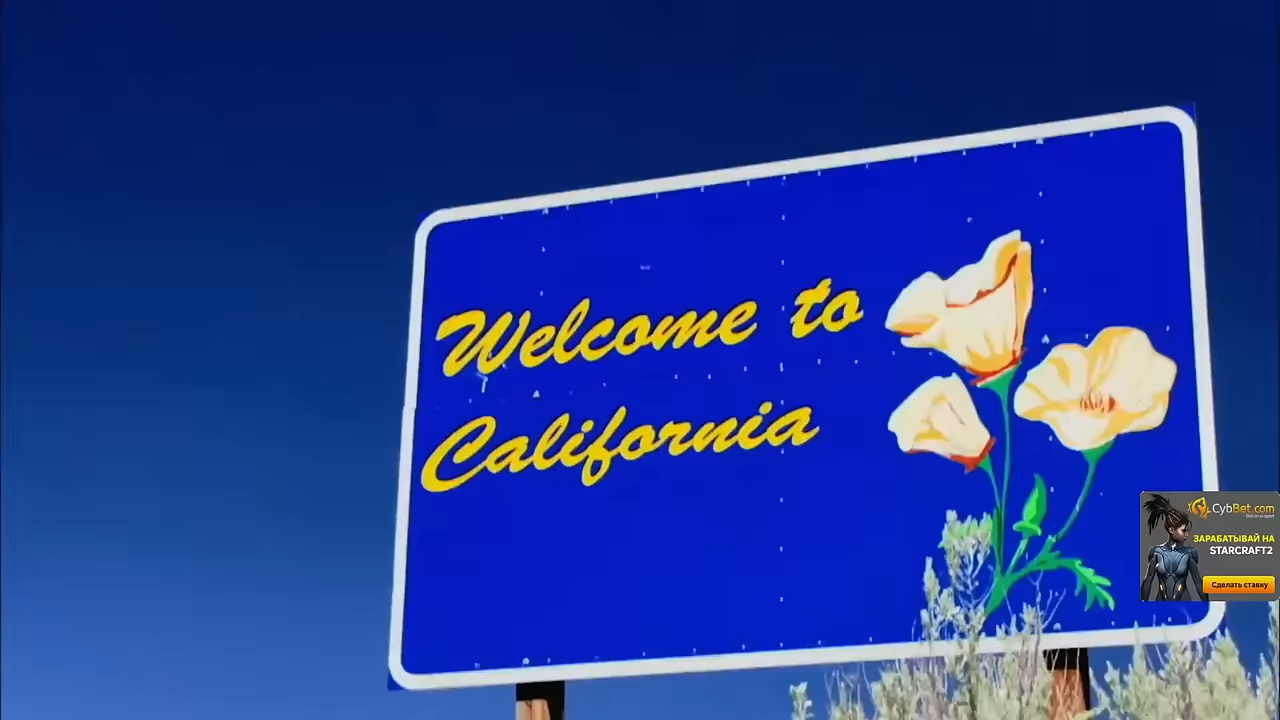 Welcome to
California
CybBet.com
ЗАРАБАТЫВАЙ НА
STARCRAFT2
Сделать ставку